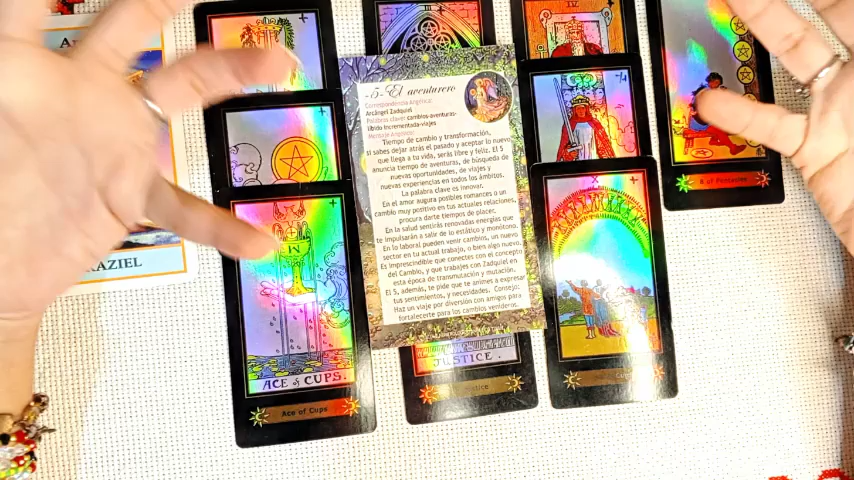 -5- El aventurero
Correspondencia Angélica:
Arcángel Zadquiel
Palabras clave: cambios-aventuras-
libido incrementada-viajes
Mensaje Angélico:
Tiempo de cambio y transformación,
si sabes dejar atrás el pasado y aceptar lo nuevo
que llega a tu vida, serás libre y feliz. El 5
anuncia tiempo de aventuras, de búsqueda de
nuevas oportunidades, de viajes y
nuevas experiencias en todos los ámbitos.
La palabra clave es innovar.
En el amor augura posibles romances o un
cambio muy positivo en tus actuales relaciones,
procura darte tiempos de placer.
En la salud sentirás renovadas energías que
te impulsarán a salir de lo estático y monótono.
En lo laboral pueden venir cambios, un nuevo
sector en tu actual trabajo, o bien algo nuevo.
Es imprescindible que conectes con el concepto
del Cambio, y que trabajes con Zadquiel en
esta época de transmutación y mutación.
El 5, además, te pide que te animes a expresar
tus sentimientos, y necesidades. Consejo:
Haz un viaje por diversión con amigos para
fortalecerte para los cambios venideros.
RAZIEL
IV
8 of Pentacles
X
ACE of CUPS.
Ace of Cups
JUSTICE.
Justice